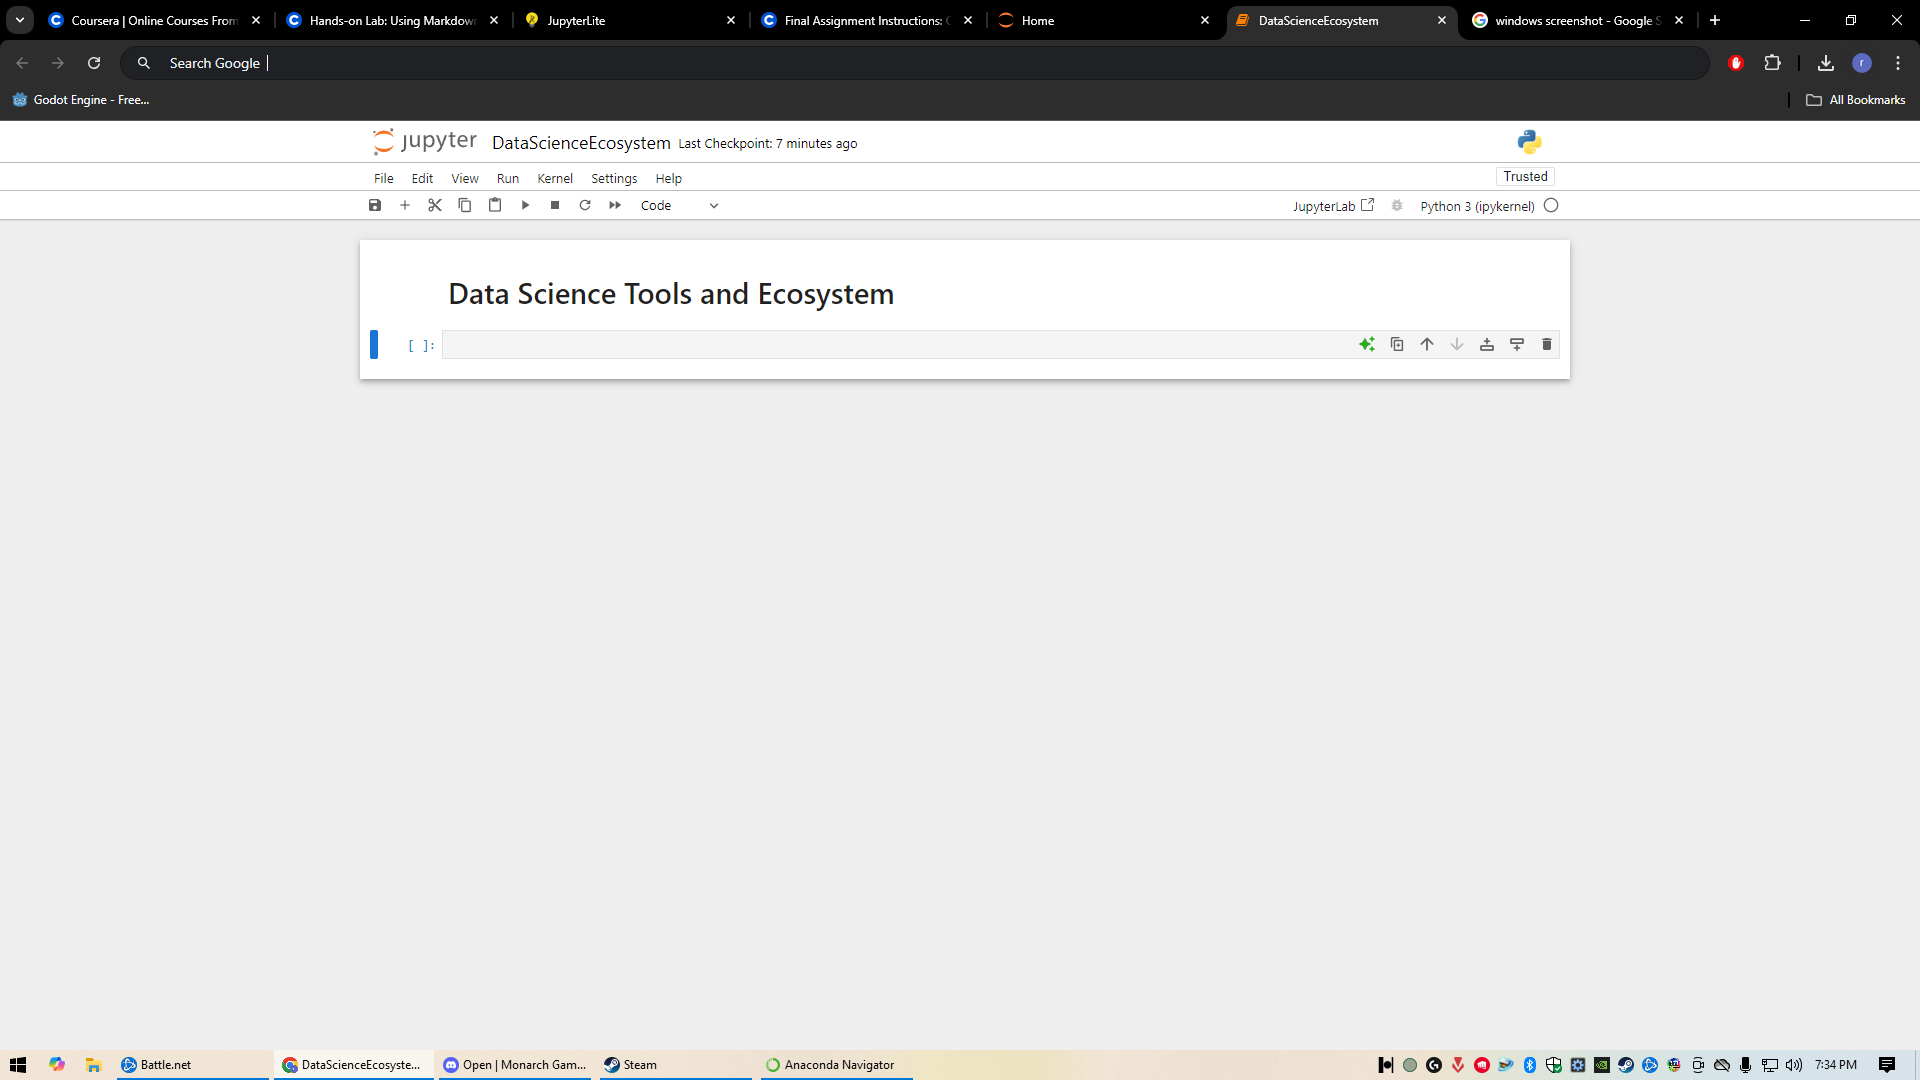 Coursera | Online Courses From
Hands-on Lab: Using Markdown
JupyterLite
Final Assignment Instructions:
Home
DataScienceEcosystem
windows screenshot - Google S
Search Google
Godot Engine - Free...
All Bookmarks
jupyter DataScienceEcosystem Last Checkpoint: 7 minutes ago
File Edit View Run Kernel Settings Help
Trusted
Code
JupyterLab
Python 3 (ipykernel)
Data Science Tools and Ecosystem
[ ]:
Battle.net
DataScienceEcosyste...
Open | Monarch Gam...
Steam
Anaconda Navigator
7:34 PM